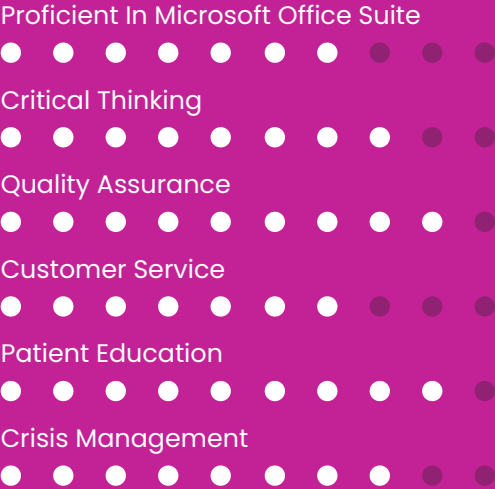 Proficient In Microsoft Office Suite
Critical Thinking
Quality Assurance
Customer Service
Patient Education
Crisis Management